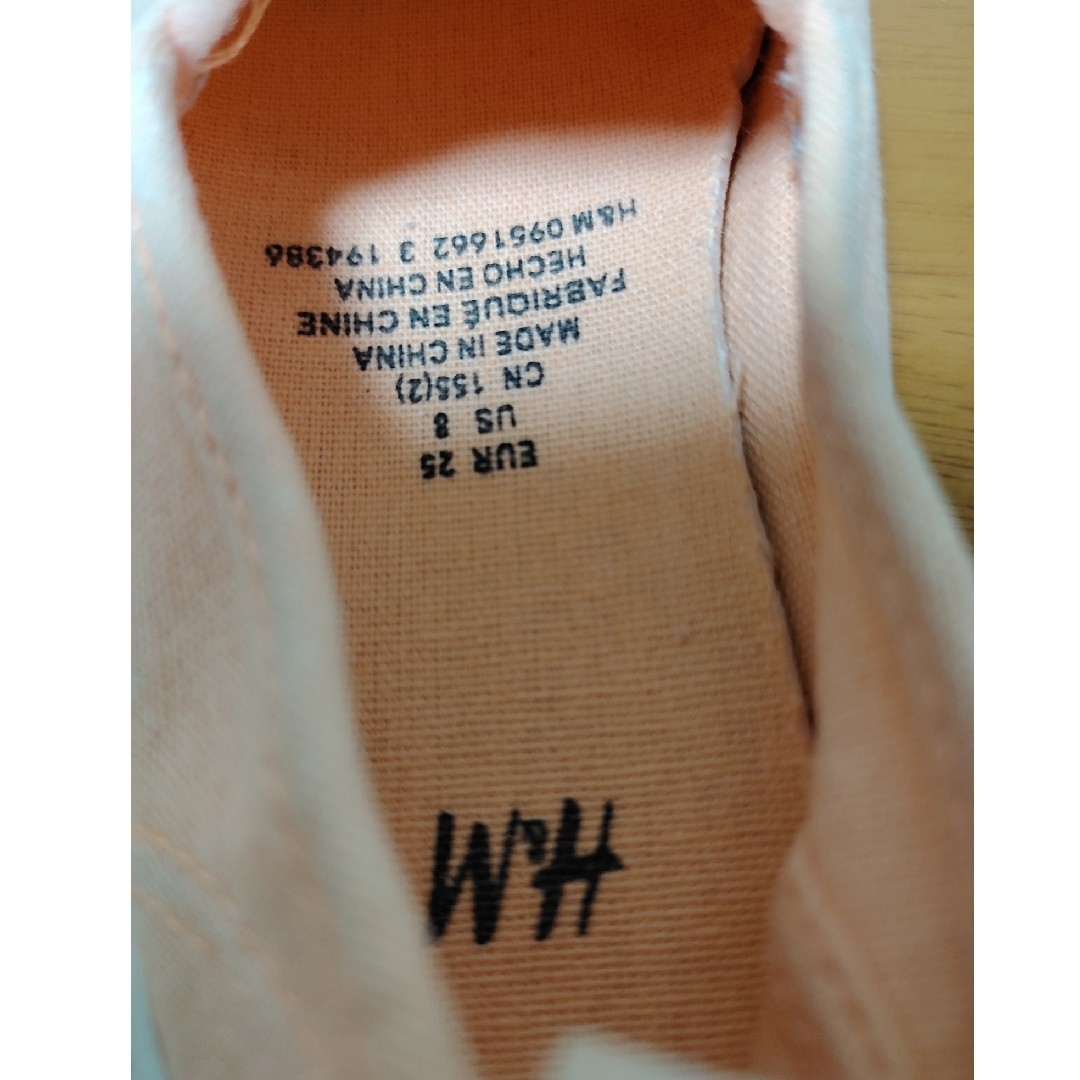 H&M
EUR 25
US 8
CN 155(2)
MADE IN CHINA
FABRIQUÉ EN CHINE
HECHO EN CHINA
H&M 0951662 3 194386